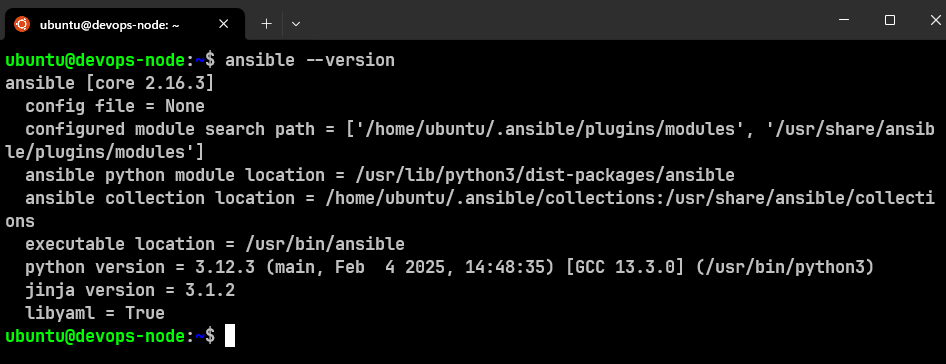 ubuntu@devops-node: ~
ubuntu@devops-node:~$ ansible --version
ansible [core 2.16.3]
  config file = None
  configured module search path = ['/home/ubuntu/.ansible/plugins/modules', '/usr/share/ansib
le/plugins/modules']
  ansible python module location = /usr/lib/python3/dist-packages/ansible
  ansible collection location = /home/ubuntu/.ansible/collections:/usr/share/ansible/collecti
ons
  executable location = /usr/bin/ansible
  python version = 3.12.3 (main, Feb  4 2025, 14:48:35) [GCC 13.3.0] (/usr/bin/python3)
  jinja version = 3.1.2
  libyaml = True
ubuntu@devops-node:~$